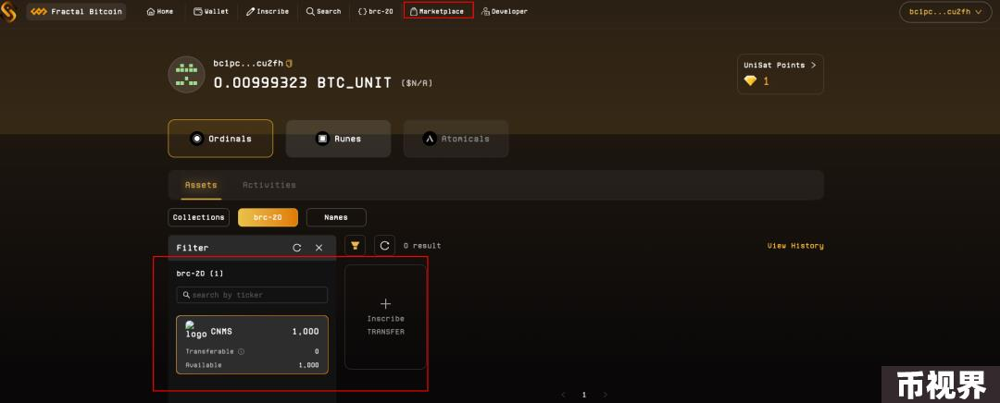 Fractal Bitcoin
Home
Wallet
Inscribe
Search
brc-20
Marketplace
Developer
bc1pc...cu2fh
bc1pc...cu2fh
0.00999323 BTC_UNIT ($N/A)
UniSat Points
1
Ordinals
Runes
Atomicals
Assets
Activities
Collections
brc-20
Names
Filter
0 result
View History
brc-20 (1)
search by ticker
logo CNMS 1,000
Transferable 0
Available 1,000
Inscribe
TRANSFER
1
币视界